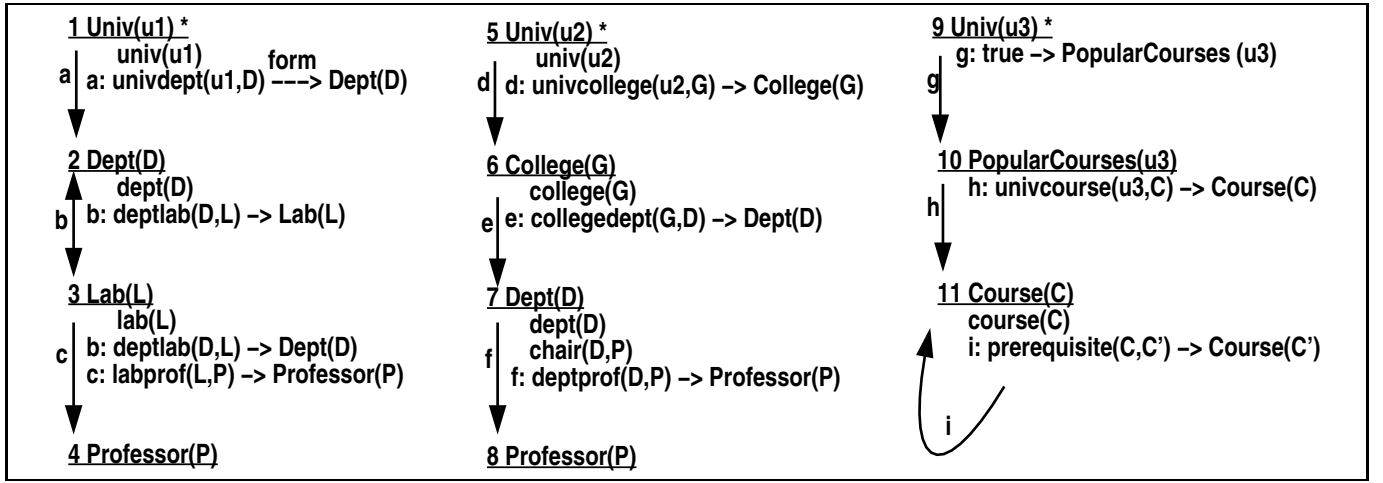 1 Univ(u1) *
univ(u1)
form
a
a: univdept(u1,D) −−−> Dept(D)
2 Dept(D)
dept(D)
b
b: deptlab(D,L) −> Lab(L)
3 Lab(L)
lab(L)
b: deptlab(D,L) −> Dept(D)
c
c: labprof(L,P) −> Professor(P)
4 Professor(P)
5 Univ(u2) *
univ(u2)
d
d: univcollege(u2,G) −> College(G)
6 College(G)
college(G)
e
e: collegedept(G,D) −> Dept(D)
7 Dept(D)
dept(D)
chair(D,P)
f
f: deptprof(D,P) −> Professor(P)
8 Professor(P)
9 Univ(u3) *
g: true −> PopularCourses (u3)
g
10 PopularCourses(u3)
h: univcourse(u3,C) −> Course(C)
h
11 Course(C)
course(C)
i: prerequisite(C,C’) −> Course(C’)
i